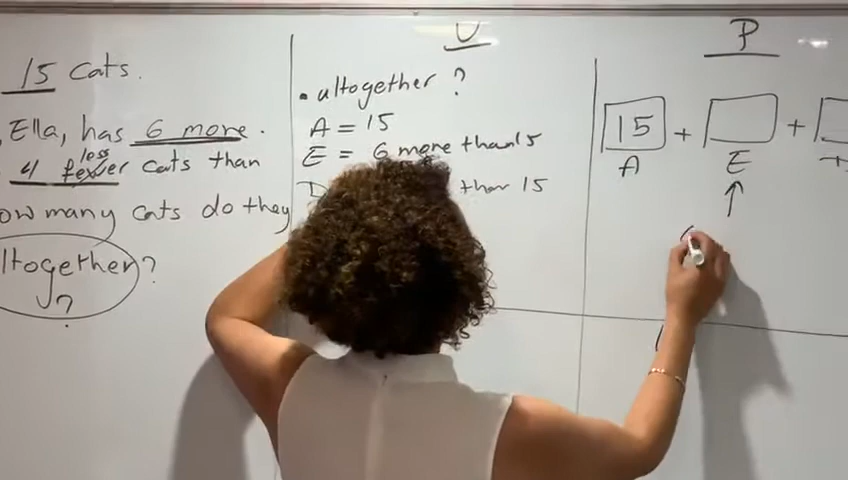 15 cats.
Ella, has 6 more.
less
4 fewer cats than
ow many cats do they
ltogether?
?
U
• altogether ?
A = 15
E = 6 more than 15
D than 15
P
15 + +
A E